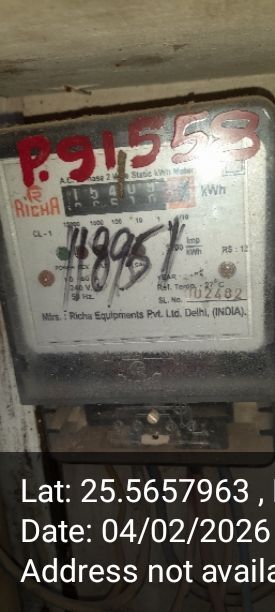 P.91558
A.C. Phase 2 Wire Static kWh Meter
kWh
RICHA
10000 1000 100 10 1
CL-1
11895
Imp
kWh
RS : 12
240 V.
50 Hz.
YEAR
Ref. Temp. 27°C
SL. No. 102482
Mfrs. : Richa Equipments Pvt. Ltd. Delhi, (INDIA).
Lat: 25.5657963 ,
Date: 04/02/2026
Address not availa